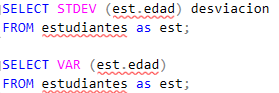 SELECT STDEV (est.edad) desviacion
FROM estudiantes as est;
SELECT VAR (est.edad)
FROM estudiantes as est;